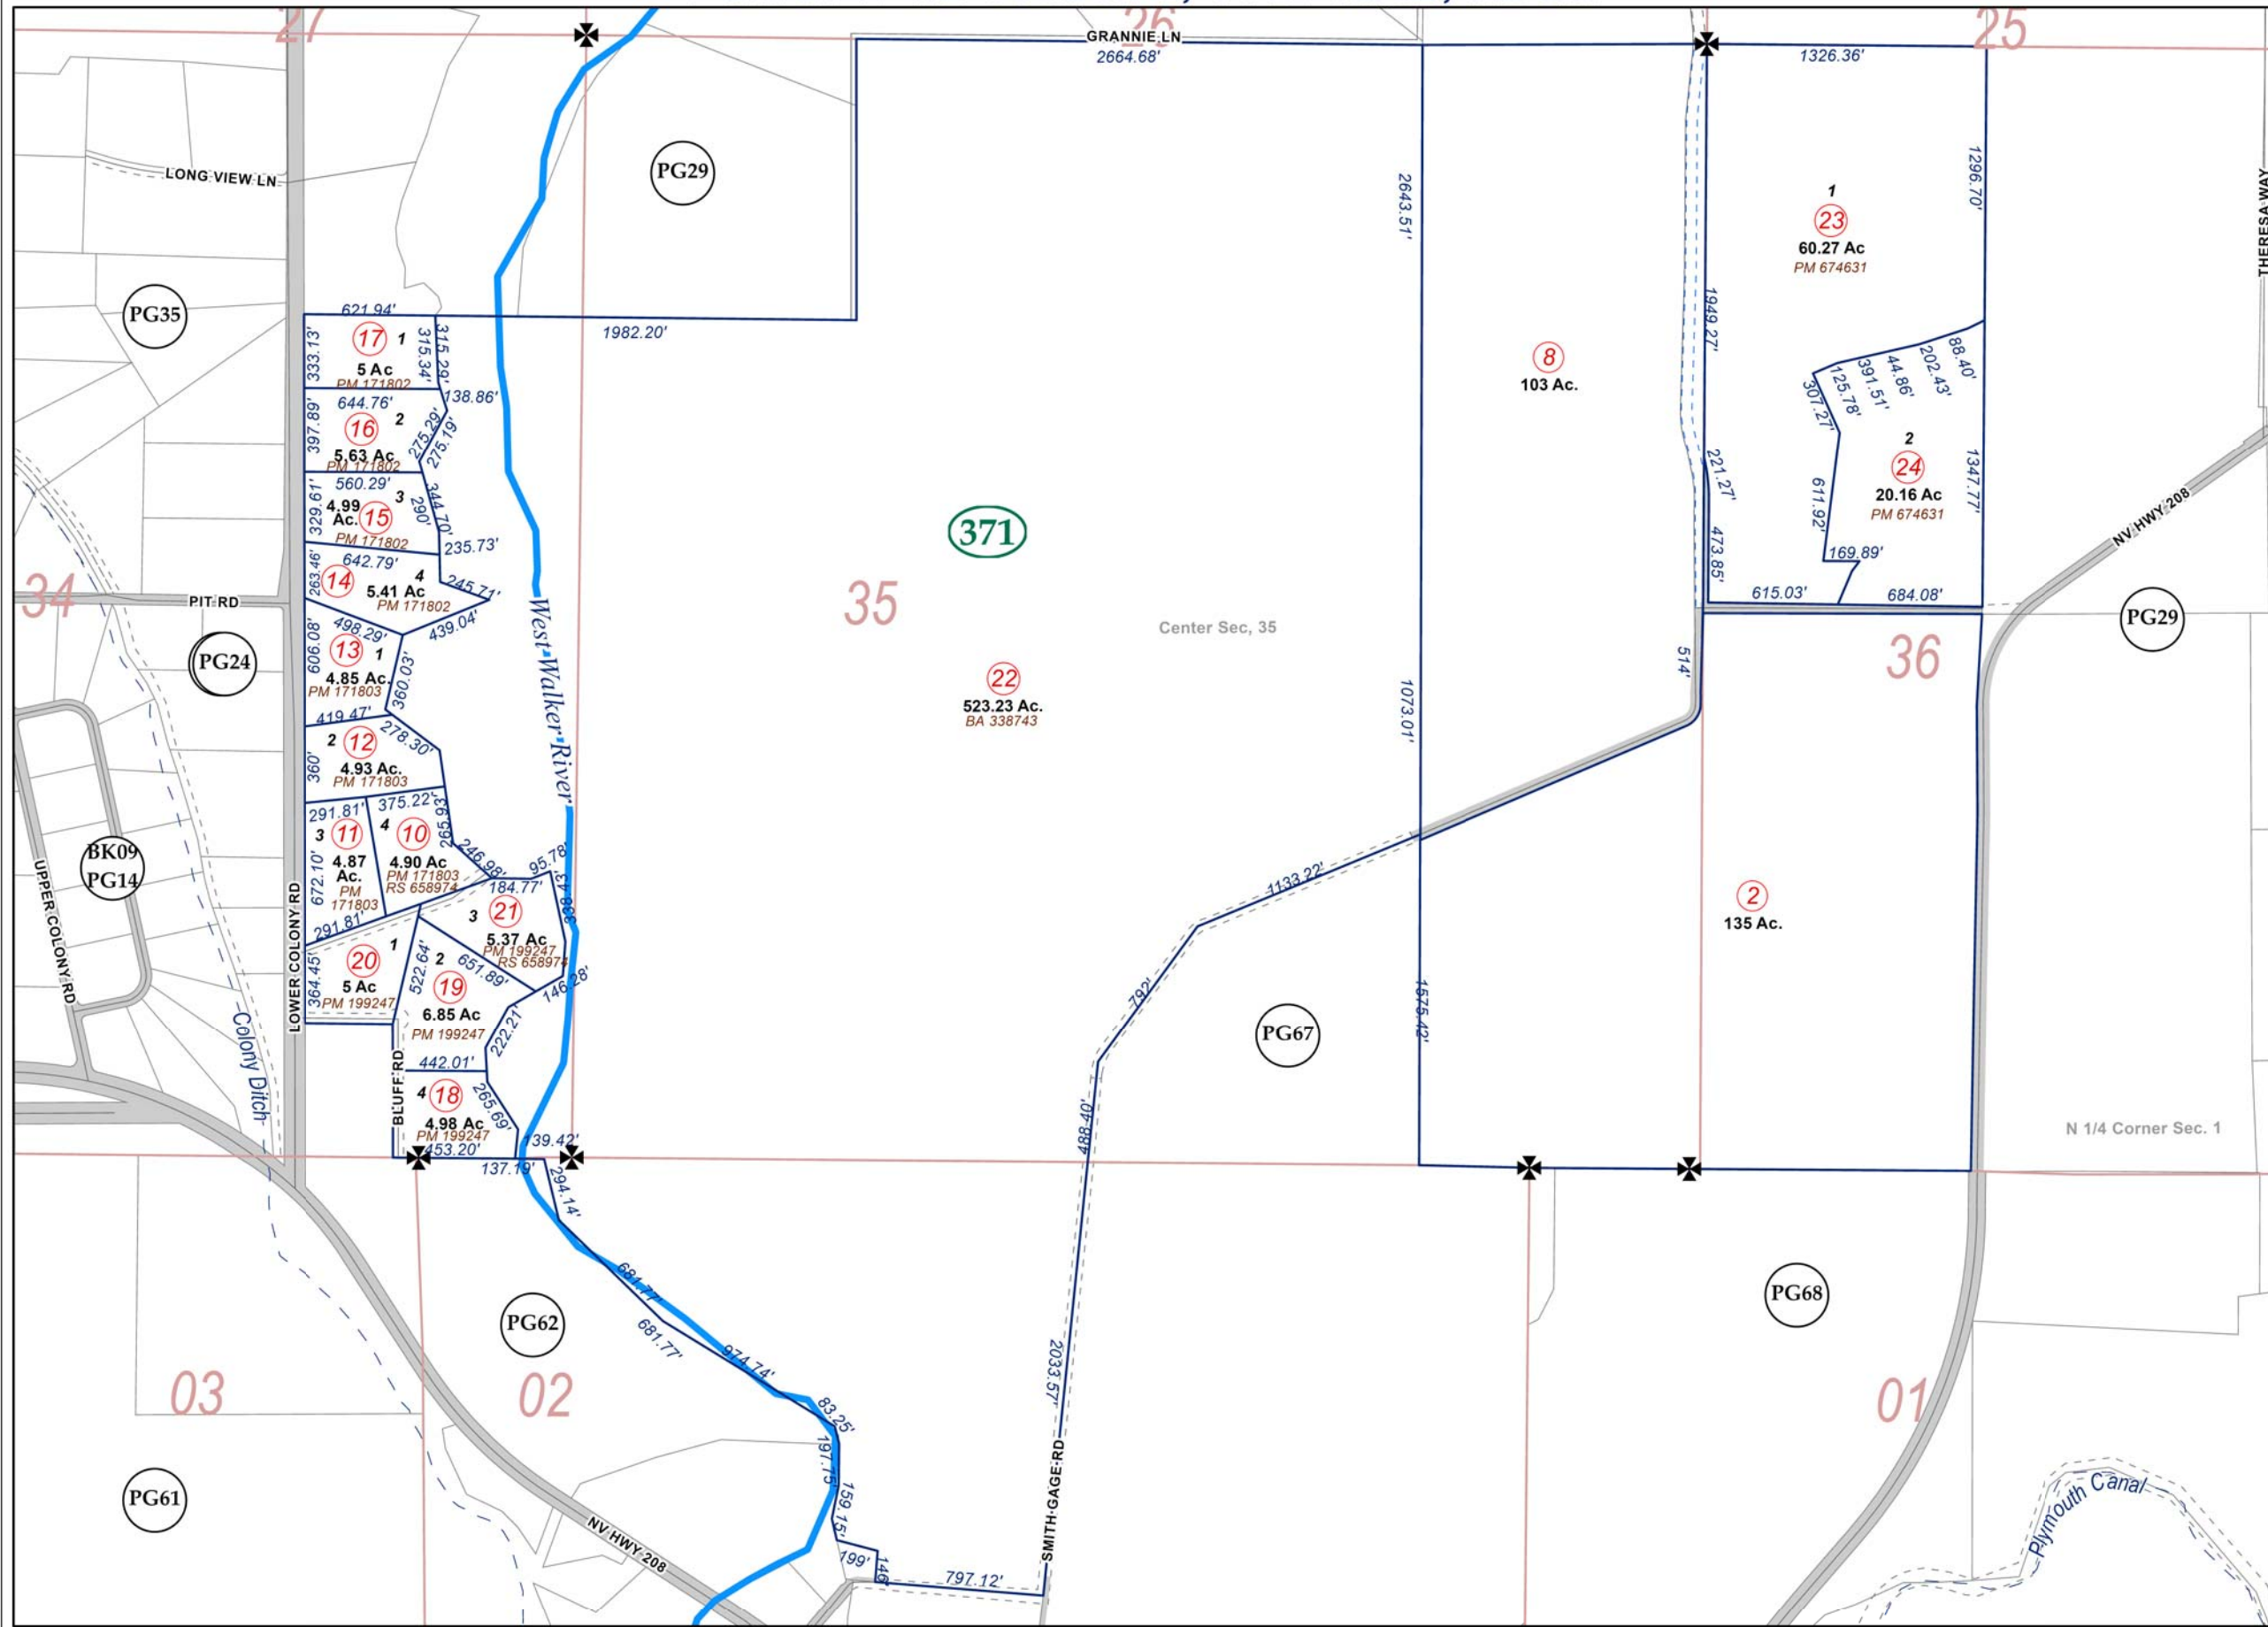 27
26
25
GRANNIE LN
2664.68'
1326.36'
LONG VIEW LN
PG29
2643.51'
1296.70'
THERESA WAY
1
23
60.27 Ac
PM 674631
PG35
621.94'
1982.20'
1949.27'
333.13'
17
1
315.34'
315.29'
5 Ac
PM 171802
138.86'
8
103 Ac.
88.40'
202.43'
44.86'
391.51'
125.78'
307.27'
397.89'
644.76'
2
16
275.29'
275.19'
5.63 Ac
PM 171802
2
24
20.16 Ac
PM 674631
1347.77'
221.27'
611.92'
473.85'
NV HWY 208
329.61'
560.29'
3
4.99
Ac.
15
290'
344.70'
PM 171802
235.73'
371
169.89'
615.03'
684.08'
263.46'
642.79'
14
4
5.41 Ac
PM 171802
245.71'
439.04'
34
PIT RD
35
Center Sec, 35
PG29
36
PG24
606.08'
498.29'
13
1
4.85 Ac.
PM 171803
360.03'
West Walker River
22
523.23 Ac.
BA 338743
1073.01'
514'
419.47'
278.30'
2
12
360'
4.93 Ac.
PM 171803
291.81'
375.22'
265.93'
3
11
4
10
4.87
Ac.
PM
171803
672.10'
4.90 Ac
PM 171803
RS 658974
246.98'
95.78'
184.77'
338.43'
BK09
PG14
UPPER COLONY RD
LOWER COLONY RD
291.81'
3
21
5.37 Ac
PM 199247
RS 658974
1133.22'
2
135 Ac.
364.45'
1
20
5 Ac
PM 199247
522.64'
2
651.89'
19
6.85 Ac
PM 199247
146.28'
222.21'
792'
1575.42'
PG67
Colony Ditch
BLUFF RD
442.01'
4
18
265.69'
4.98 Ac
PM 199247
453.20'
139.42'
137.19'
488.40'
N 1/4 Corner Sec. 1
294.14'
681.77'
681.77'
974.74'
PG62
PG68
03
02
01
83.25'
197.75'
159.15'
2033.57'
SMITH GAGE RD
PG61
NV HWY 208
199'
146'
797.12'
Plymouth Canal